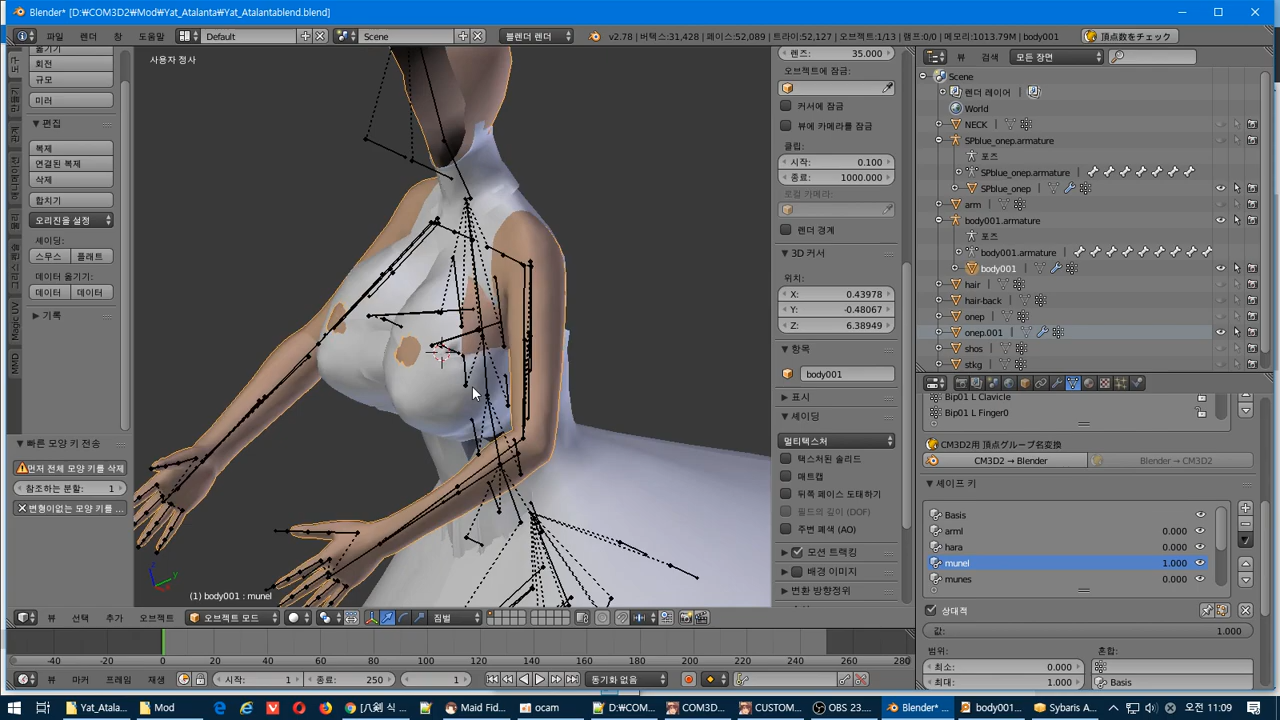 Blender* [D:₩COM3D2₩Mod₩Yat_Atalanta₩Yat_Atalantablend.blend]
파일 렌더 창 도움말 Default Scene 블렌더 렌더 v2.78 | 버텍스:31,428 | 페이스:52,089 | 트라이:52,127 | 오브젝트:1/13 | 램프:0/0 | 메모리:1013.79M | body001 頂点数をチェック
옮기기
회전
규모
미러
편집
복제
연결된 복제
삭제
합치기
오리진을 설정
셰이딩:
스무스 플래트
데이터 옮기기:
데이터 데이터
기록
Magic UV
MMD
빠른 모양 키 전송
먼저 전체 모양 키를 삭제
참조하는 분할: 1
변형이없는 모양 키를 ...
사용자 정사
(1) body001 : munel
뷰 선택 추가 오브젝트 오브젝트 모드 짐벌
렌즈: 35.000
오브젝트에 잠금:
커서에 잠금
뷰에 카메라를 잠금
클립:
시작: 0.100
종료: 1000.000
로컬 카메라:
렌더 경계
3D 커서
위치:
X: 0.43978
Y: -0.48067
Z: 6.38949
항목
body001
표시
셰이딩
멀티텍스처
텍스처된 솔리드
매트캡
뒤쪽 페이스 도태하기
필드의 깊이 (DOF)
주변 폐색 (AO)
모션 트랙킹
배경 이미지
변환 방향정위
뷰 검색 모든 장면
Scene
렌더 레이어
World
NECK
SPblue_onep.armature
포즈
SPblue_onep.armature
SPblue_onep
arm
body001.armature
포즈
body001.armature
body001
hair
hair-back
onep
onep.001
shos
stkg
Bip01 L Clavicle
Bip01 L Finger0
CM3D2用 頂点グループ名変換
CM3D2 → Blender Blender → CM3D2
셰이프 키
Basis
arml 0.000
hara 0.000
munel 1.000
munes 0.000
상대적
값: 1.000
범위: 혼합:
최소: 0.000
최대: 1.000 Basis
-40 -20 0 20 40 60 80 100 120 140 160 180 200 220 240 260 280
뷰 마커 프레임 재생 시작: 1 종료: 250 1 동기화 없음
Yat_Atala... Mod [八剣 식 ... Maid Fid... ocam D:₩COM... COM3D2... CUSTOM... OBS 23.... Blender* ... body001... Sybaris A... 오전 11:09